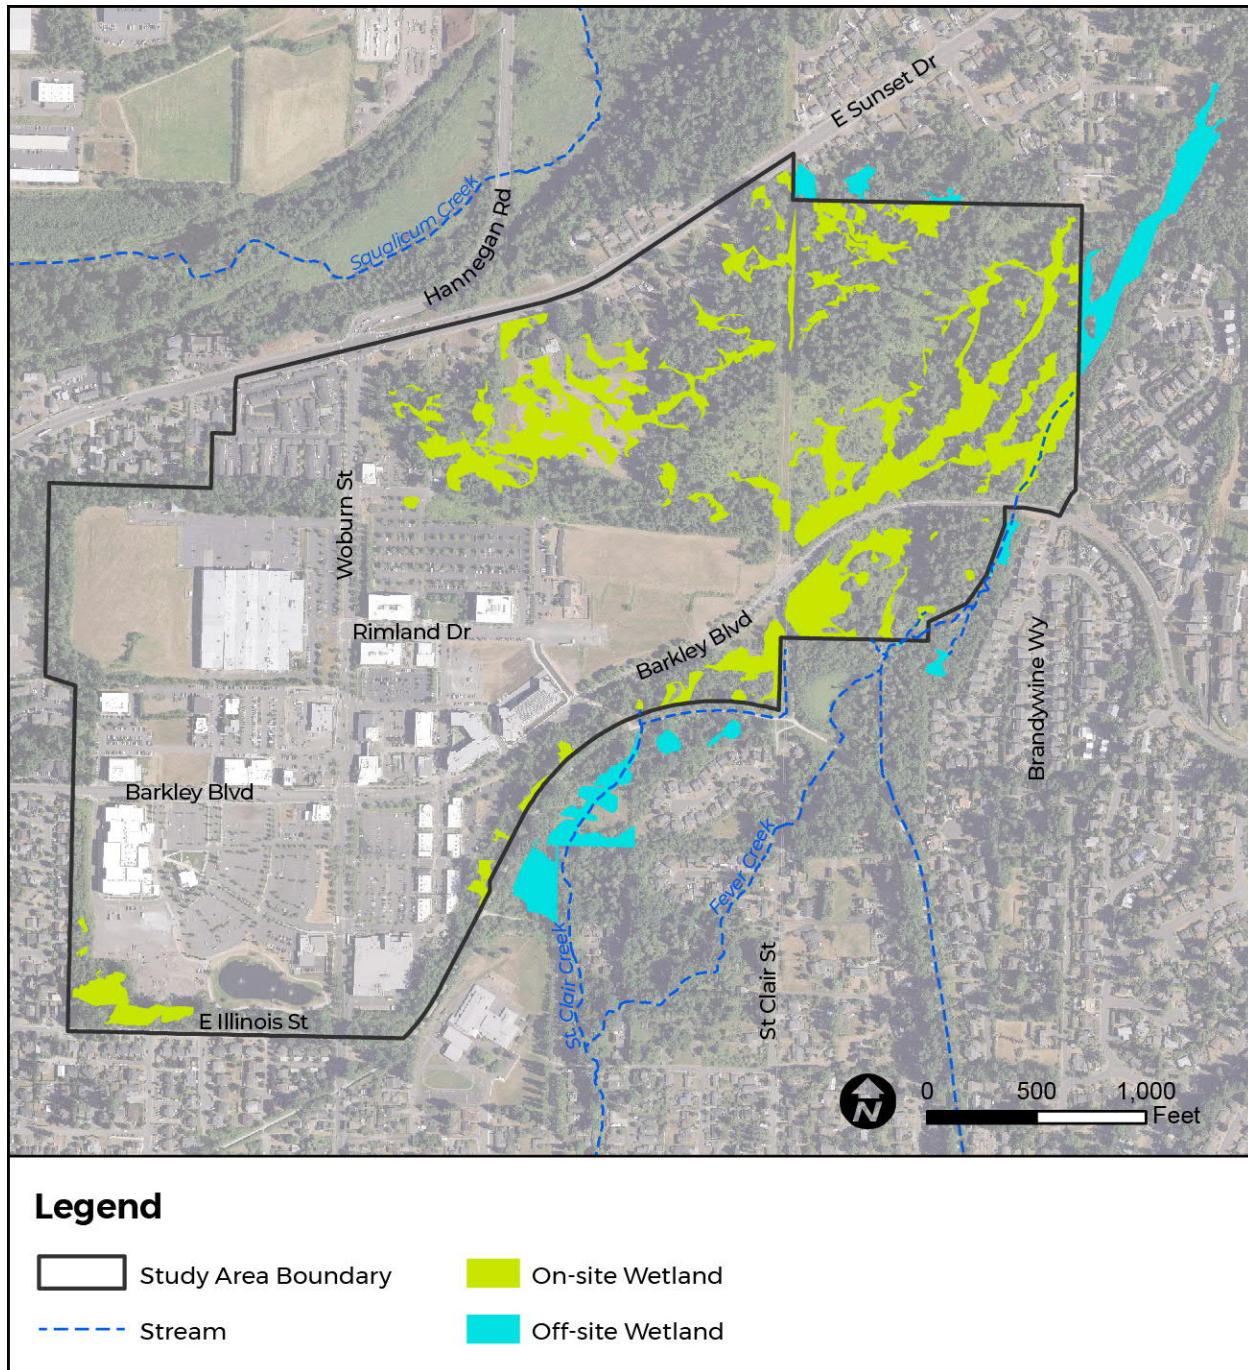 E Sunset Dr
Squalicum Creek
Hannegan Rd
Woburn St
Rimland Dr
Barkley Blvd
Brandywine Wy
Barkley Blvd
Fever Creek
St Clair Creek
St Clair St
E Illinois St
N
0 500 1,000
Feet
Legend
Study Area Boundary
On-site Wetland
Stream
Off-site Wetland